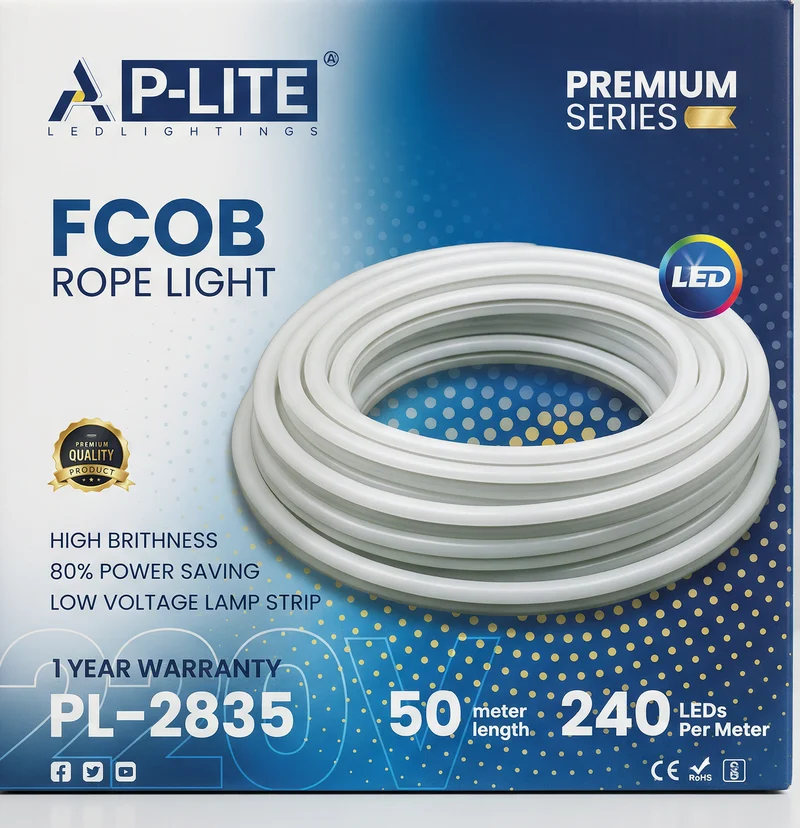 AP-LITE
LEDLIGHTINGS
PREMIUM
SERIES
FCOB
ROPE LIGHT
LED
PREMIUM
QUALITY
PRODUCT
HIGH BRITHNESS
80% POWER SAVING
LOW VOLTAGE LAMP STRIP
220V
1 YEAR WARRANTY
PL-2835
50 meter length
240 LEDs Per Meter
CE RoHS